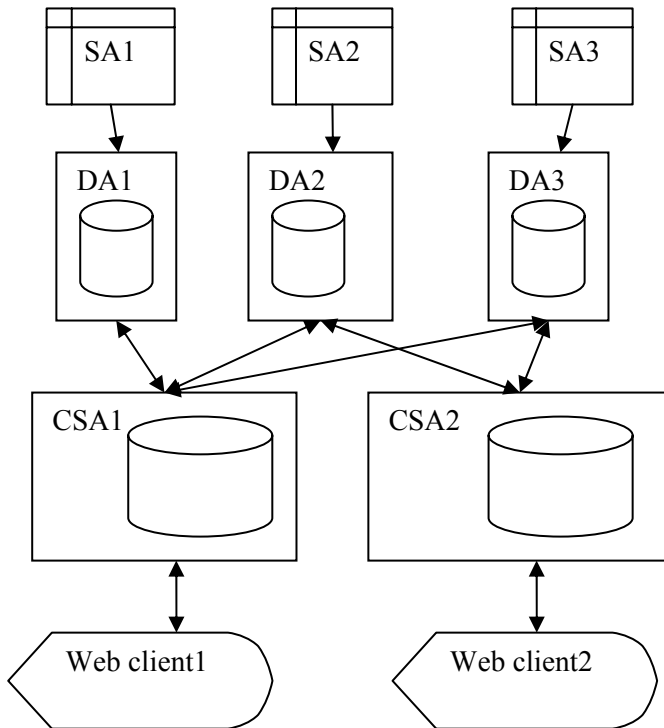 SA1
SA2
SA3
DA1
DA2
DA3
CSA1
CSA2
Web client1
Web client2